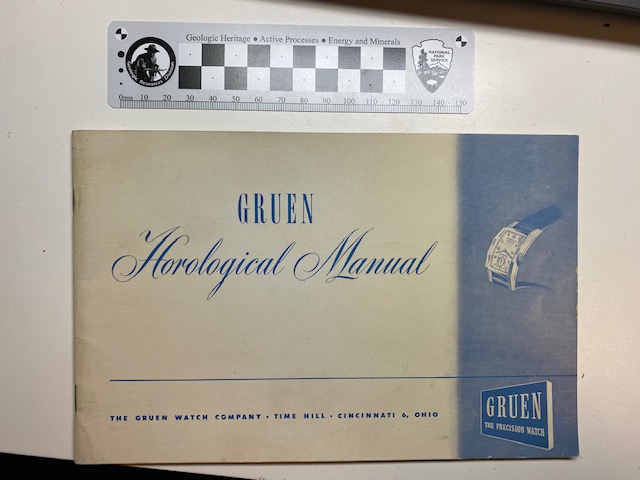 Geologic Heritage • Active Processes • Energy and Minerals
NATIONAL
PARK
SERVICE
0mm 10 20 30 40 50 60 70 80 90 100 110 120 130 140 150
GRUEN
Horological Manual
THE GRUEN WATCH COMPANY · TIME HILL · CINCINNATI 6, OHIO
GRUEN
THE PRECISION WATCH